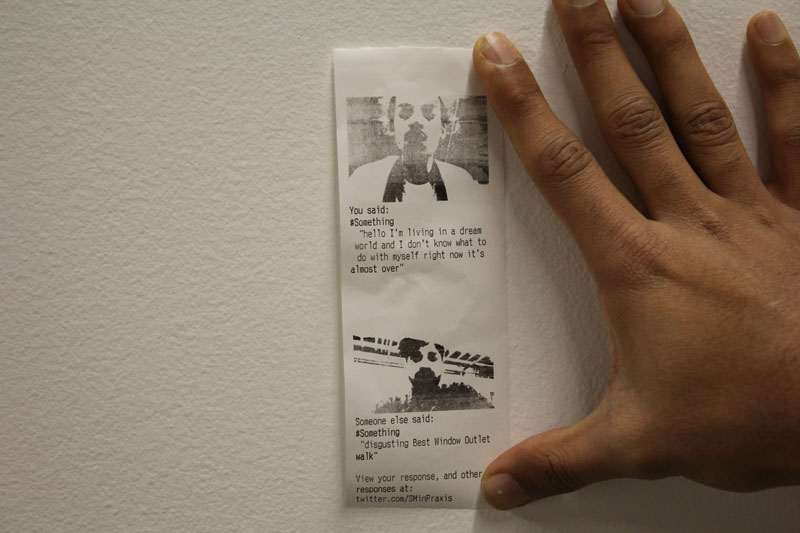 You said:
#Something
"hello I'm living in a dream
world and I don't know what to
do with myself right now it's
almost over"
Someone else said:
#Something
"disgusting Best Window Outlet
walk"
View your response, and other
responses at:
twitter.com/SMinPraxis